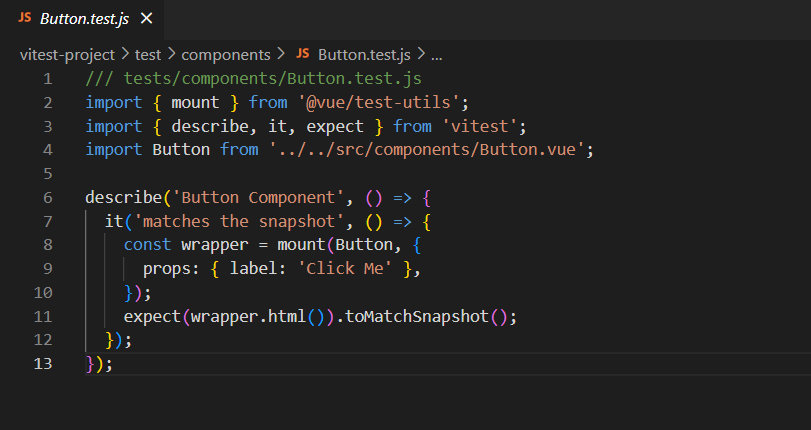 JS Button.test.js ×
vitest-project > test > components > JS Button.test.js > ...
1 /// tests/components/Button.test.js
2 import { mount } from '@vue/test-utils';
3 import { describe, it, expect } from 'vitest';
4 import Button from '../../src/components/Button.vue';
5
6 describe('Button Component', () => {
7   it('matches the snapshot', () => {
8     const wrapper = mount(Button, {
9       props: { label: 'Click Me' },
10     });
11     expect(wrapper.html()).toMatchSnapshot();
12   });
13 });